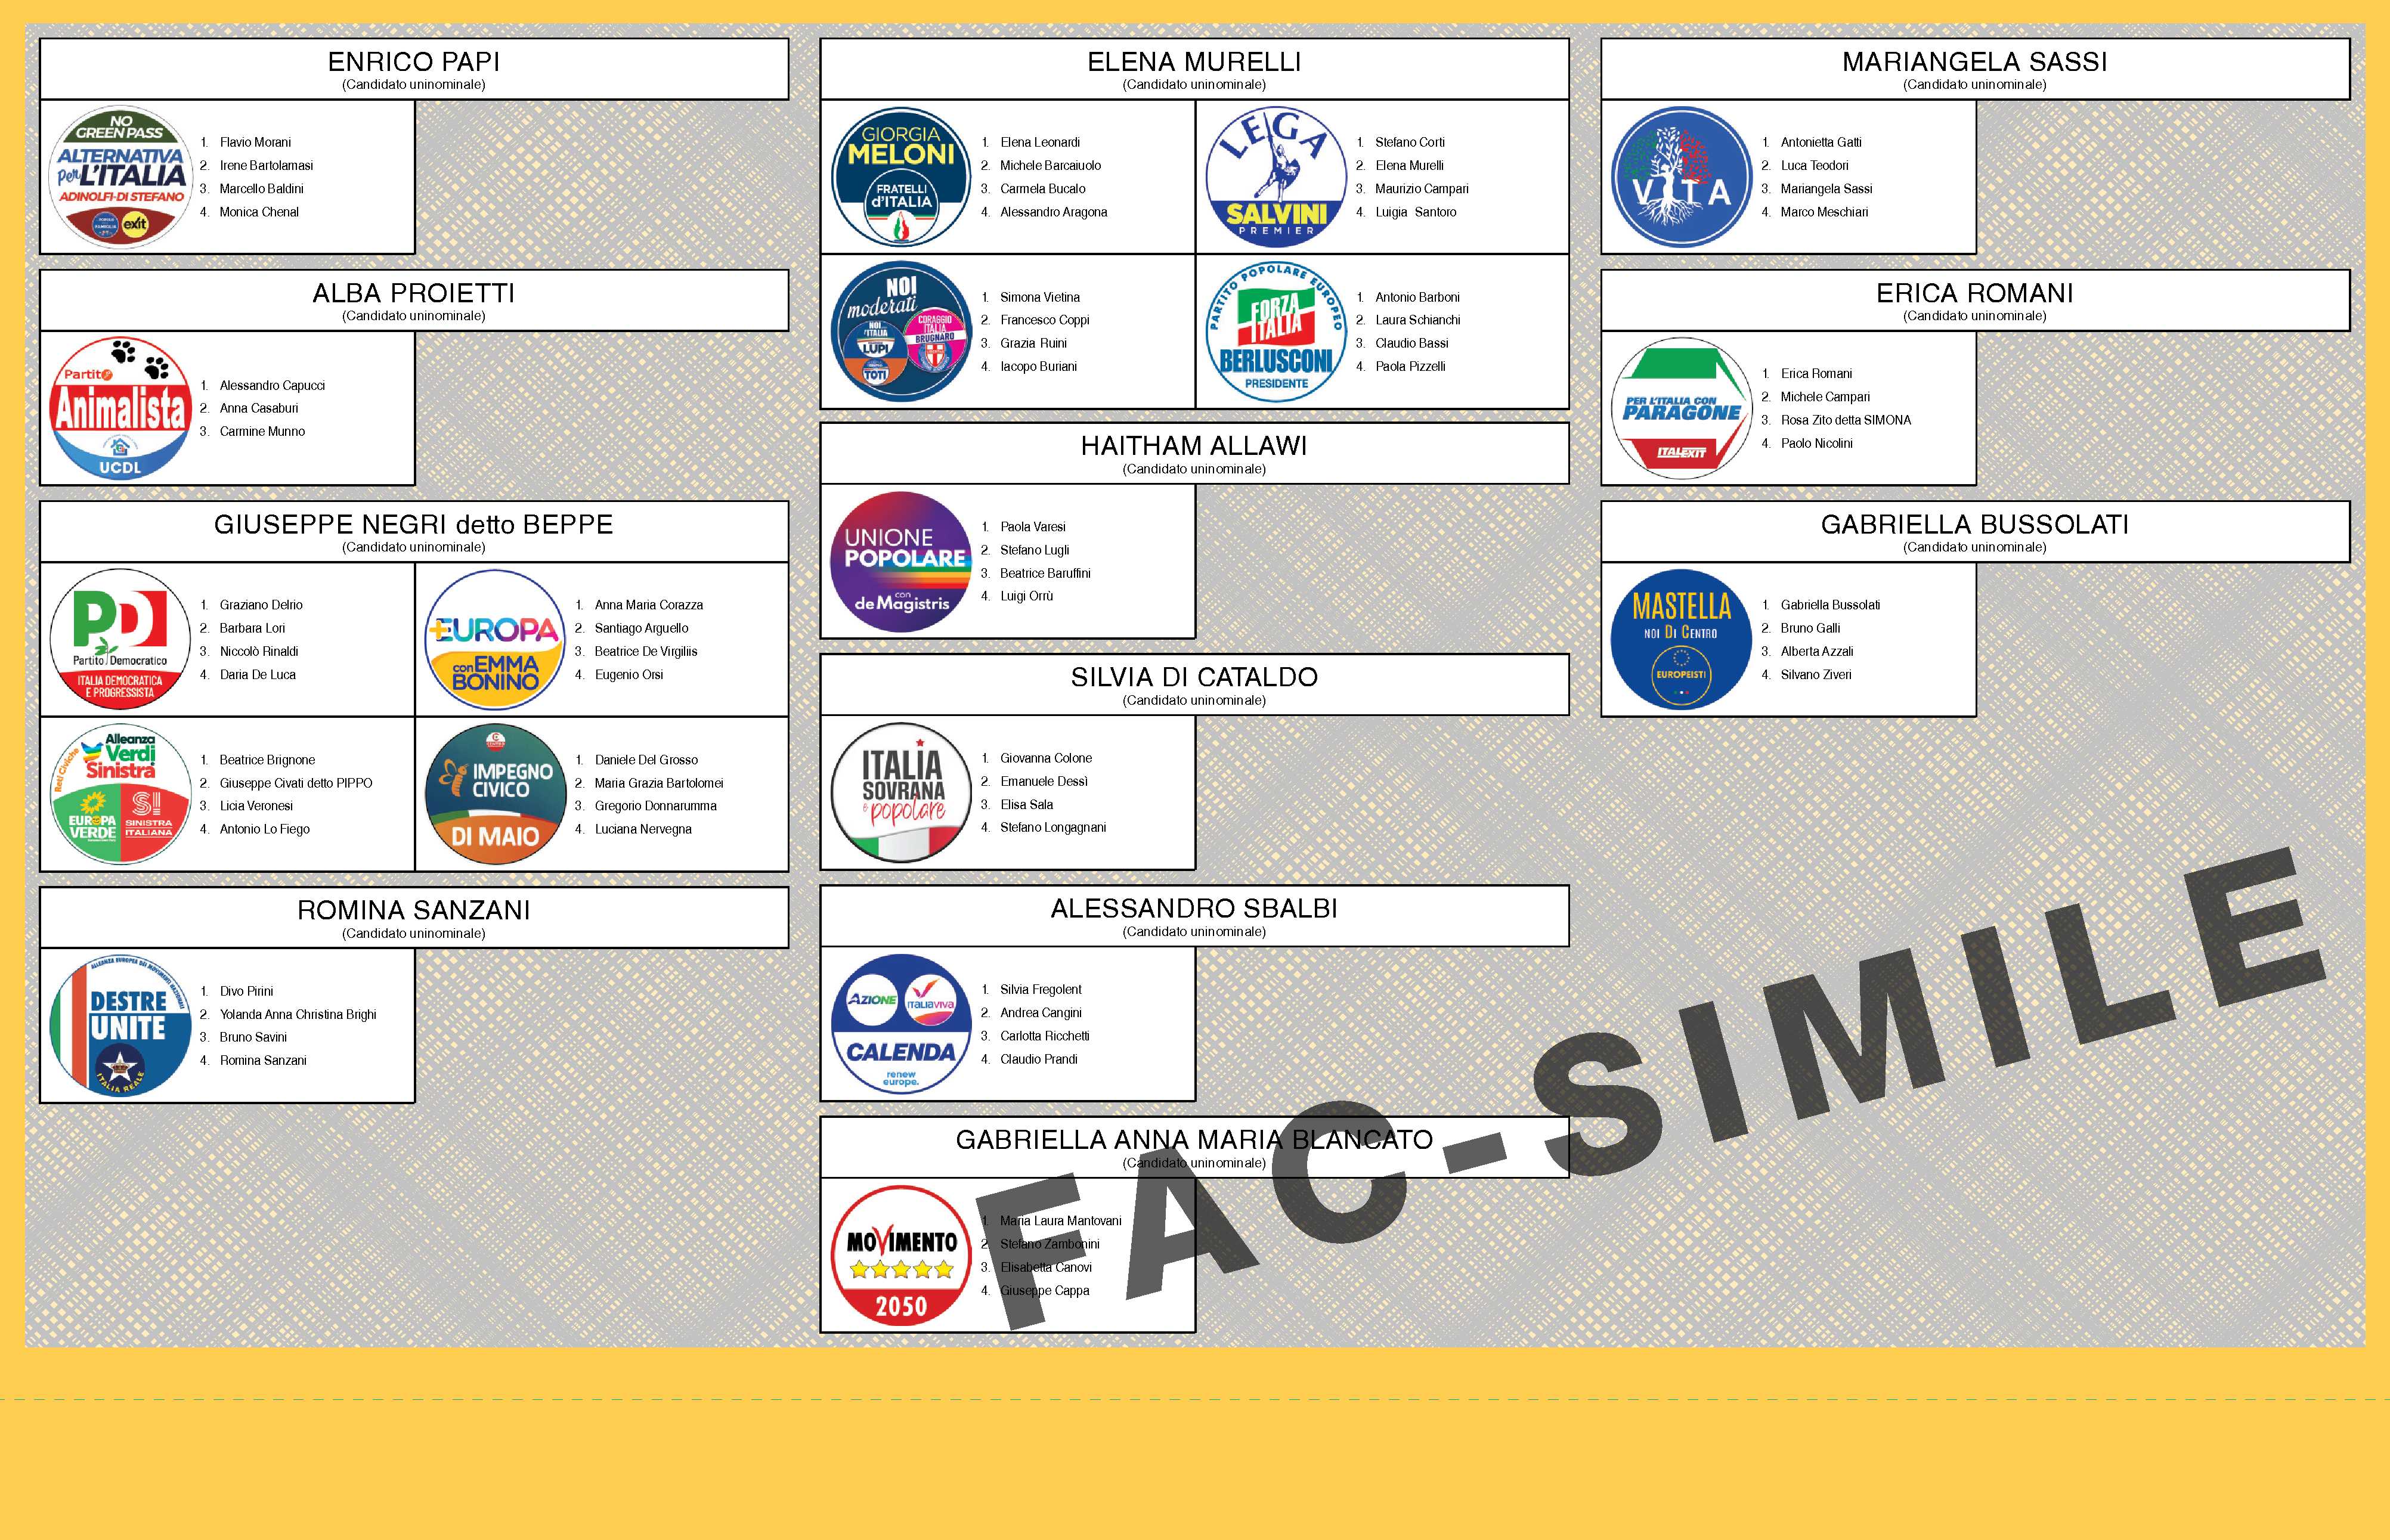 ENRICO PAPI
(Candidato uninominale)
NO
GREEN PASS
ALTERNATIVA
per L'ITALIA
ADINOLFI-DI STEFANO
exit
1. Flavio Morani
2. Irene Bartolamasi
3. Marcello Baldini
4. Monica Chenal
ALBA PROIETTI
(Candidato uninominale)
Partito
Animalista
UCDL
1. Alessandro Capucci
2. Anna Casaburi
3. Carmine Munno
GIUSEPPE NEGRI detto BEPPE
(Candidato uninominale)
PD
Partito Democratico
ITALIA DEMOCRATICA
E PROGRESSISTA
1. Graziano Delrio
2. Barbara Lori
3. Niccolò Rinaldi
4. Daria De Luca
+EUROPA
con EMMA
BONINO
1. Anna Maria Corazza
2. Santiago Arguello
3. Beatrice De Virgiliis
4. Eugenio Orsi
Alleanza
Verdi
Sinistra
Reti Civiche
EUROPA
VERDE
SI
SINISTRA
ITALIANA
1. Beatrice Brignone
2. Giuseppe Civati detto PIPPO
3. Licia Veronesi
4. Antonio Lo Fiego
IMPEGNO
CIVICO
DI MAIO
1. Daniele Del Grosso
2. Maria Grazia Bartolomei
3. Gregorio Donnarumma
4. Luciana Nervegna
ROMINA SANZANI
(Candidato uninominale)
ALLEANZA EUROPEA DEI MOVIMENTI NAZIONALI
DESTRE
UNITE
ITALIA REALE
1. Divo Pirini
2. Yolanda Anna Christina Brighi
3. Bruno Savini
4. Romina Sanzani
ELENA MURELLI
(Candidato uninominale)
GIORGIA
MELONI
FRATELLI
d'ITALIA
1. Elena Leonardi
2. Michele Barcaiuolo
3. Carmela Bucalo
4. Alessandro Aragona
LEGA
SALVINI
PREMIER
1. Stefano Corti
2. Elena Murelli
3. Maurizio Campari
4. Luigia Santoro
NOI
moderati
NOI
L'ITALIA
LUPI
CORAGGIO
ITALIA
BRUGNARO
TOTI
1. Simona Vietina
2. Francesco Coppi
3. Grazia Ruini
4. Iacopo Buriani
PARTITO POPOLARE EUROPEO
FORZA
ITALIA
BERLUSCONI
PRESIDENTE
1. Antonio Barboni
2. Laura Schianchi
3. Claudio Bassi
4. Paola Pizzelli
HAITHAM ALLAWI
(Candidato uninominale)
UNIONE
POPOLARE
con
de Magistris
1. Paola Varesi
2. Stefano Lugli
3. Beatrice Baruffini
4. Luigi Orrù
SILVIA DI CATALDO
(Candidato uninominale)
ITALIA
SOVRANA
e popolare
1. Giovanna Colone
2. Emanuele Dessì
3. Elisa Sala
4. Stefano Longagnani
ALESSANDRO SBALBI
(Candidato uninominale)
AZIONE
ITALIAVIVA
CALENDA
renew
europe.
1. Silvia Fregolent
2. Andrea Cangini
3. Carlotta Ricchetti
4. Claudio Prandi
GABRIELLA ANNA MARIA BLANCATO
(Candidato uninominale)
MOVIMENTO
2050
1. Maria Laura Mantovani
2. Stefano Zambonini
3. Elisabetta Canovi
4. Giuseppe Cappa
MARIANGELA SASSI
(Candidato uninominale)
VITA
1. Antonietta Gatti
2. Luca Teodori
3. Mariangela Sassi
4. Marco Meschiari
ERICA ROMANI
(Candidato uninominale)
PER L'ITALIA CON
PARAGONE
ITALEXIT
1. Erica Romani
2. Michele Campari
3. Rosa Zito detta SIMONA
4. Paolo Nicolini
GABRIELLA BUSSOLATI
(Candidato uninominale)
MASTELLA
NOI DI CENTRO
EUROPEISTI
1. Gabriella Bussolati
2. Bruno Galli
3. Alberta Azzali
4. Silvano Ziveri
FAC-SIMILE